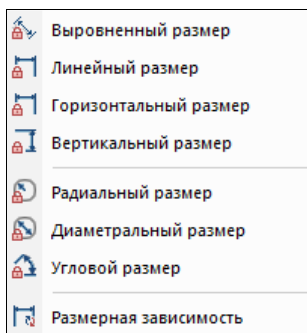 Выровненный размер
Линейный размер
Горизонтальный размер
Вертикальный размер
Радиальный размер
Диаметральный размер
Угловой размер
Размерная зависимость